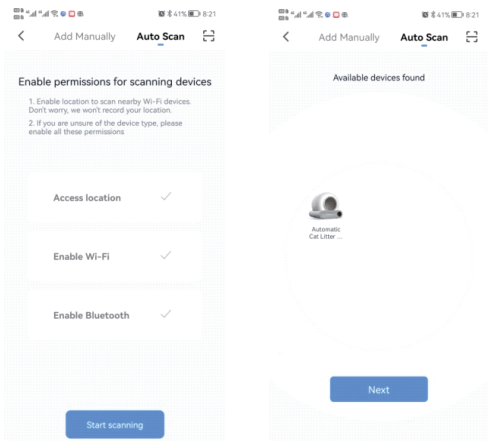 41% 8:21
Add Manually Auto Scan
Enable permissions for scanning devices
1. Enable location to scan nearby Wi-Fi devices.
Don't worry, we won't record your location.
2. If you are unsure of the device type, please
enable all these permissions
Access location
Enable Wi-Fi
Enable Bluetooth
Start scanning
41% 8:21
Add Manually Auto Scan
Available devices found
Automatic
Cat Litter ...
Next